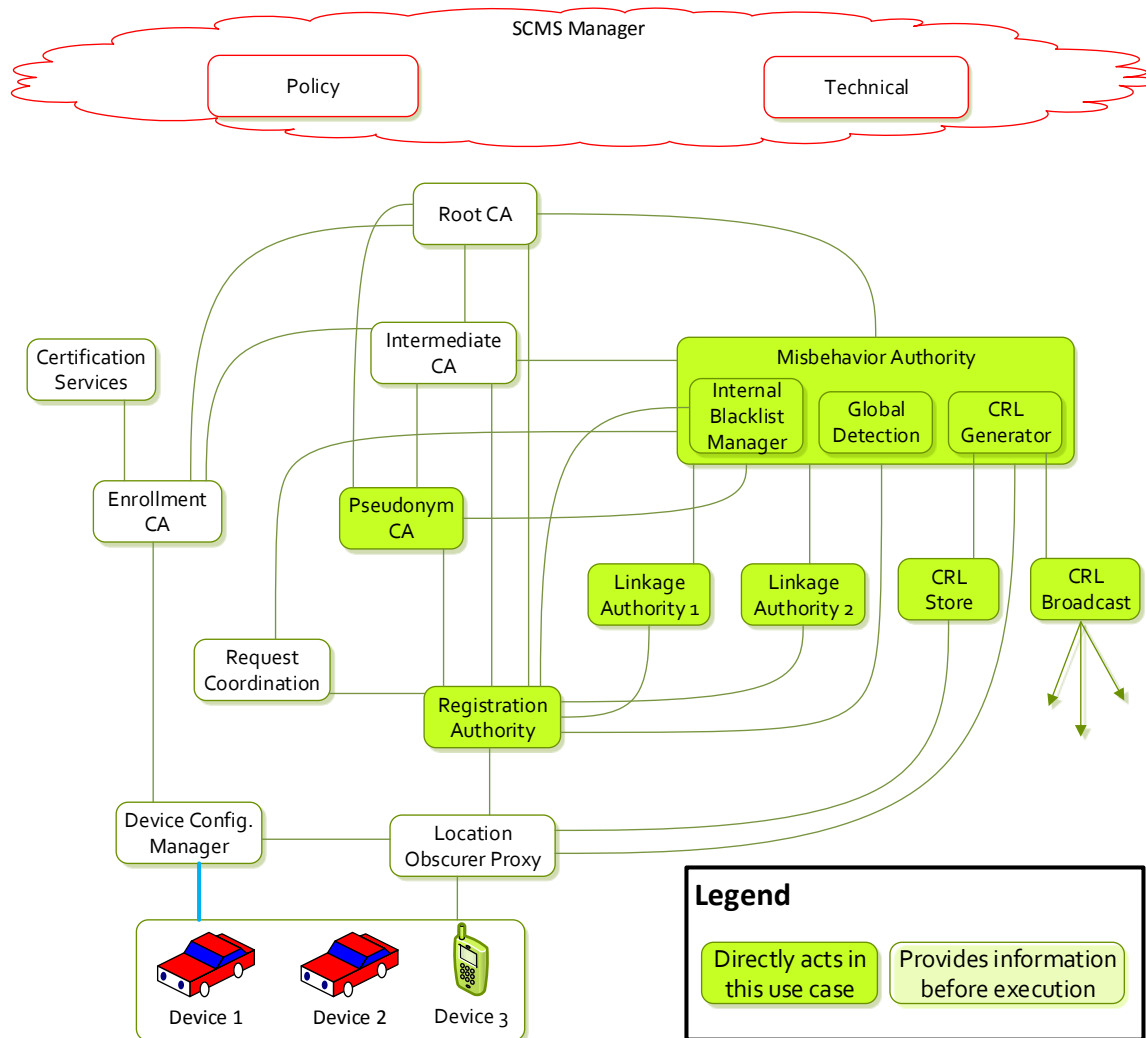 SCMS Manager
Policy
Technical
Root CA
Intermediate
CA
Certification
Services
Misbehavior Authority
Internal
Blacklist
Manager
Global
Detection
CRL
Generator
Enrollment
CA
Pseudonym
CA
Linkage
Authority 1
Linkage
Authority 2
CRL
Store
CRL
Broadcast
Request
Coordination
Registration
Authority
Device Config.
Manager
Location
Obscurer Proxy
Device 1
Device 2
Device 3
Legend
Directly acts in
this use case
Provides information
before execution